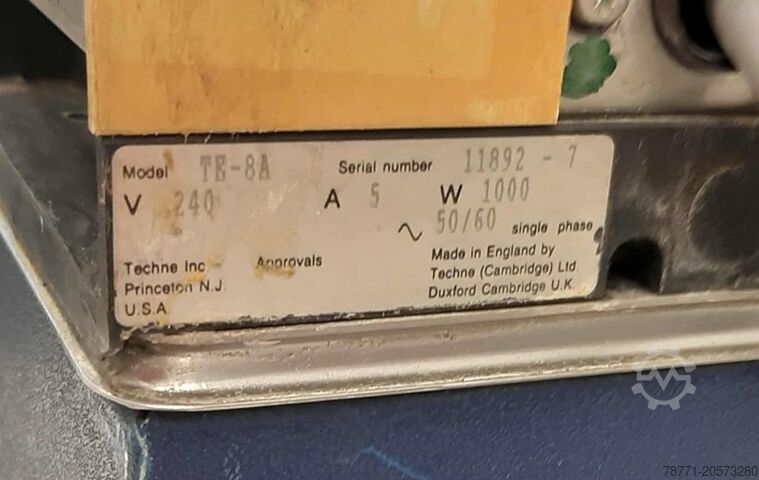 Model TE-8A Serial number 11892 - 7
V 240 A 5 W 1000
∿ 50/60 single phase
Techne Inc. Approvals Made in England by
Princeton N.J. Techne (Cambridge) Ltd.
U.S.A. Duxford Cambridge U.K.
78771-20573280